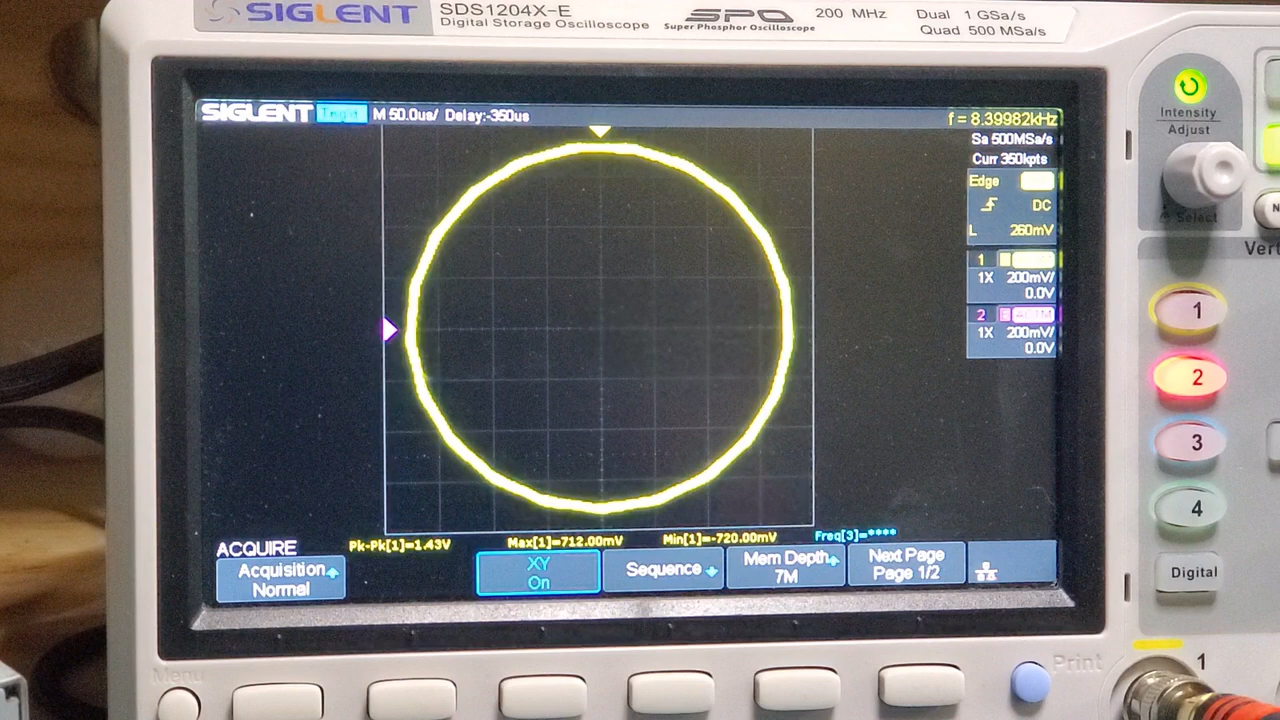 SIGLENT
SDS1204X-E
Digital Storage Oscilloscope
SPO
Super Phosphor Oscilloscope
200 MHz
Dual 1 GSa/s
Quad 500 MSa/s
SIGLENT Trig'd M 50.0us/ Delay:-350us
f = 8.39982kHz
Sa 500MSa/s
Curr 350kpts
Edge
DC
L 260mV
1
1X 200mV/
0.0V
2
1X 200mV/
0.0V
Pk-Pk[1]=1.43V Max[1]=712.00mV Min[1]=-720.00mV Freq[3]=****
ACQUIRE
Acquisition
Normal
XY
On
Sequence
Mem Depth
7M
Next Page
Page 1/2
Intensity
Adjust
Select
Vert
1
2
3
4
Digital
1
Menu
Print